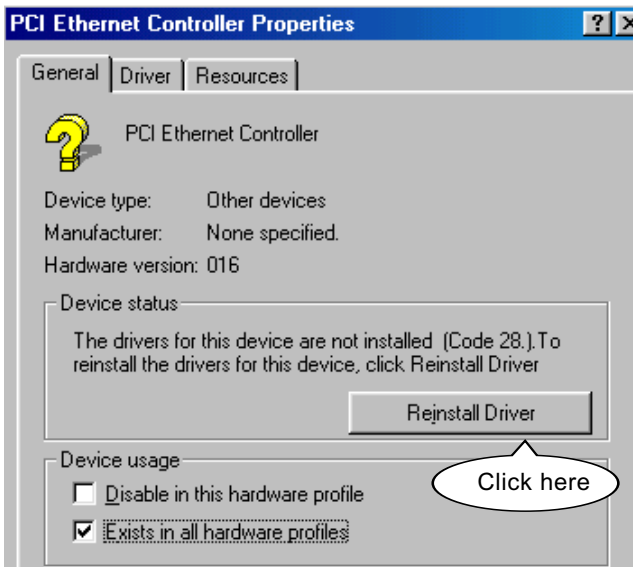 PCI Ethernet Controller Properties
General Driver Resources
PCI Ethernet Controller
Device type: Other devices
Manufacturer: None specified.
Hardware version: 016
Device status
The drivers for this device are not installed (Code 28.).To
reinstall the drivers for this device, click Reinstall Driver
Reinstall Driver
Click here
Device usage
Disable in this hardware profile
Exists in all hardware profiles